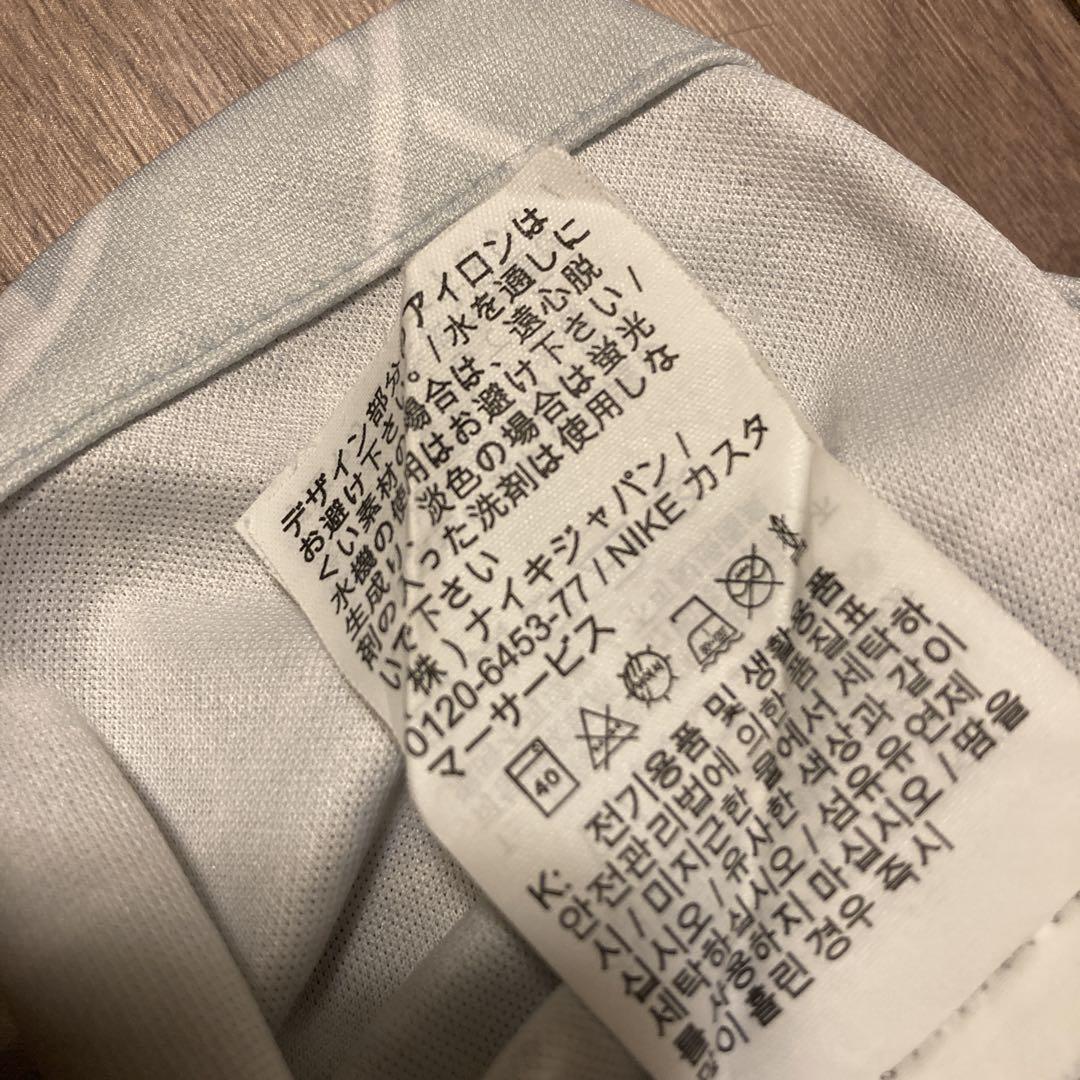 デザイン部分のアイロンは
お避け下さい。/ 水を通しに
くい素材の場合は、遠心脱
水機の使用はお避け下さい /
生成り、淡色の場合は蛍光
剤の入った洗剤は使用しな
いで下さい
株 ) ナイキジャパン /
0120-6453-77 / NIKE カスタ
マーサービス
40
K: 전기용품 및 생활용품
안전관리법에 의한 품질표
시 / 미지근한 물에서 세탁하
십시오 / 유사한 색상과 같이
세탁하십시오 / 섬유유연제
를 사용하지 마십시오 / 땀을
많이 흘린 경우 즉시